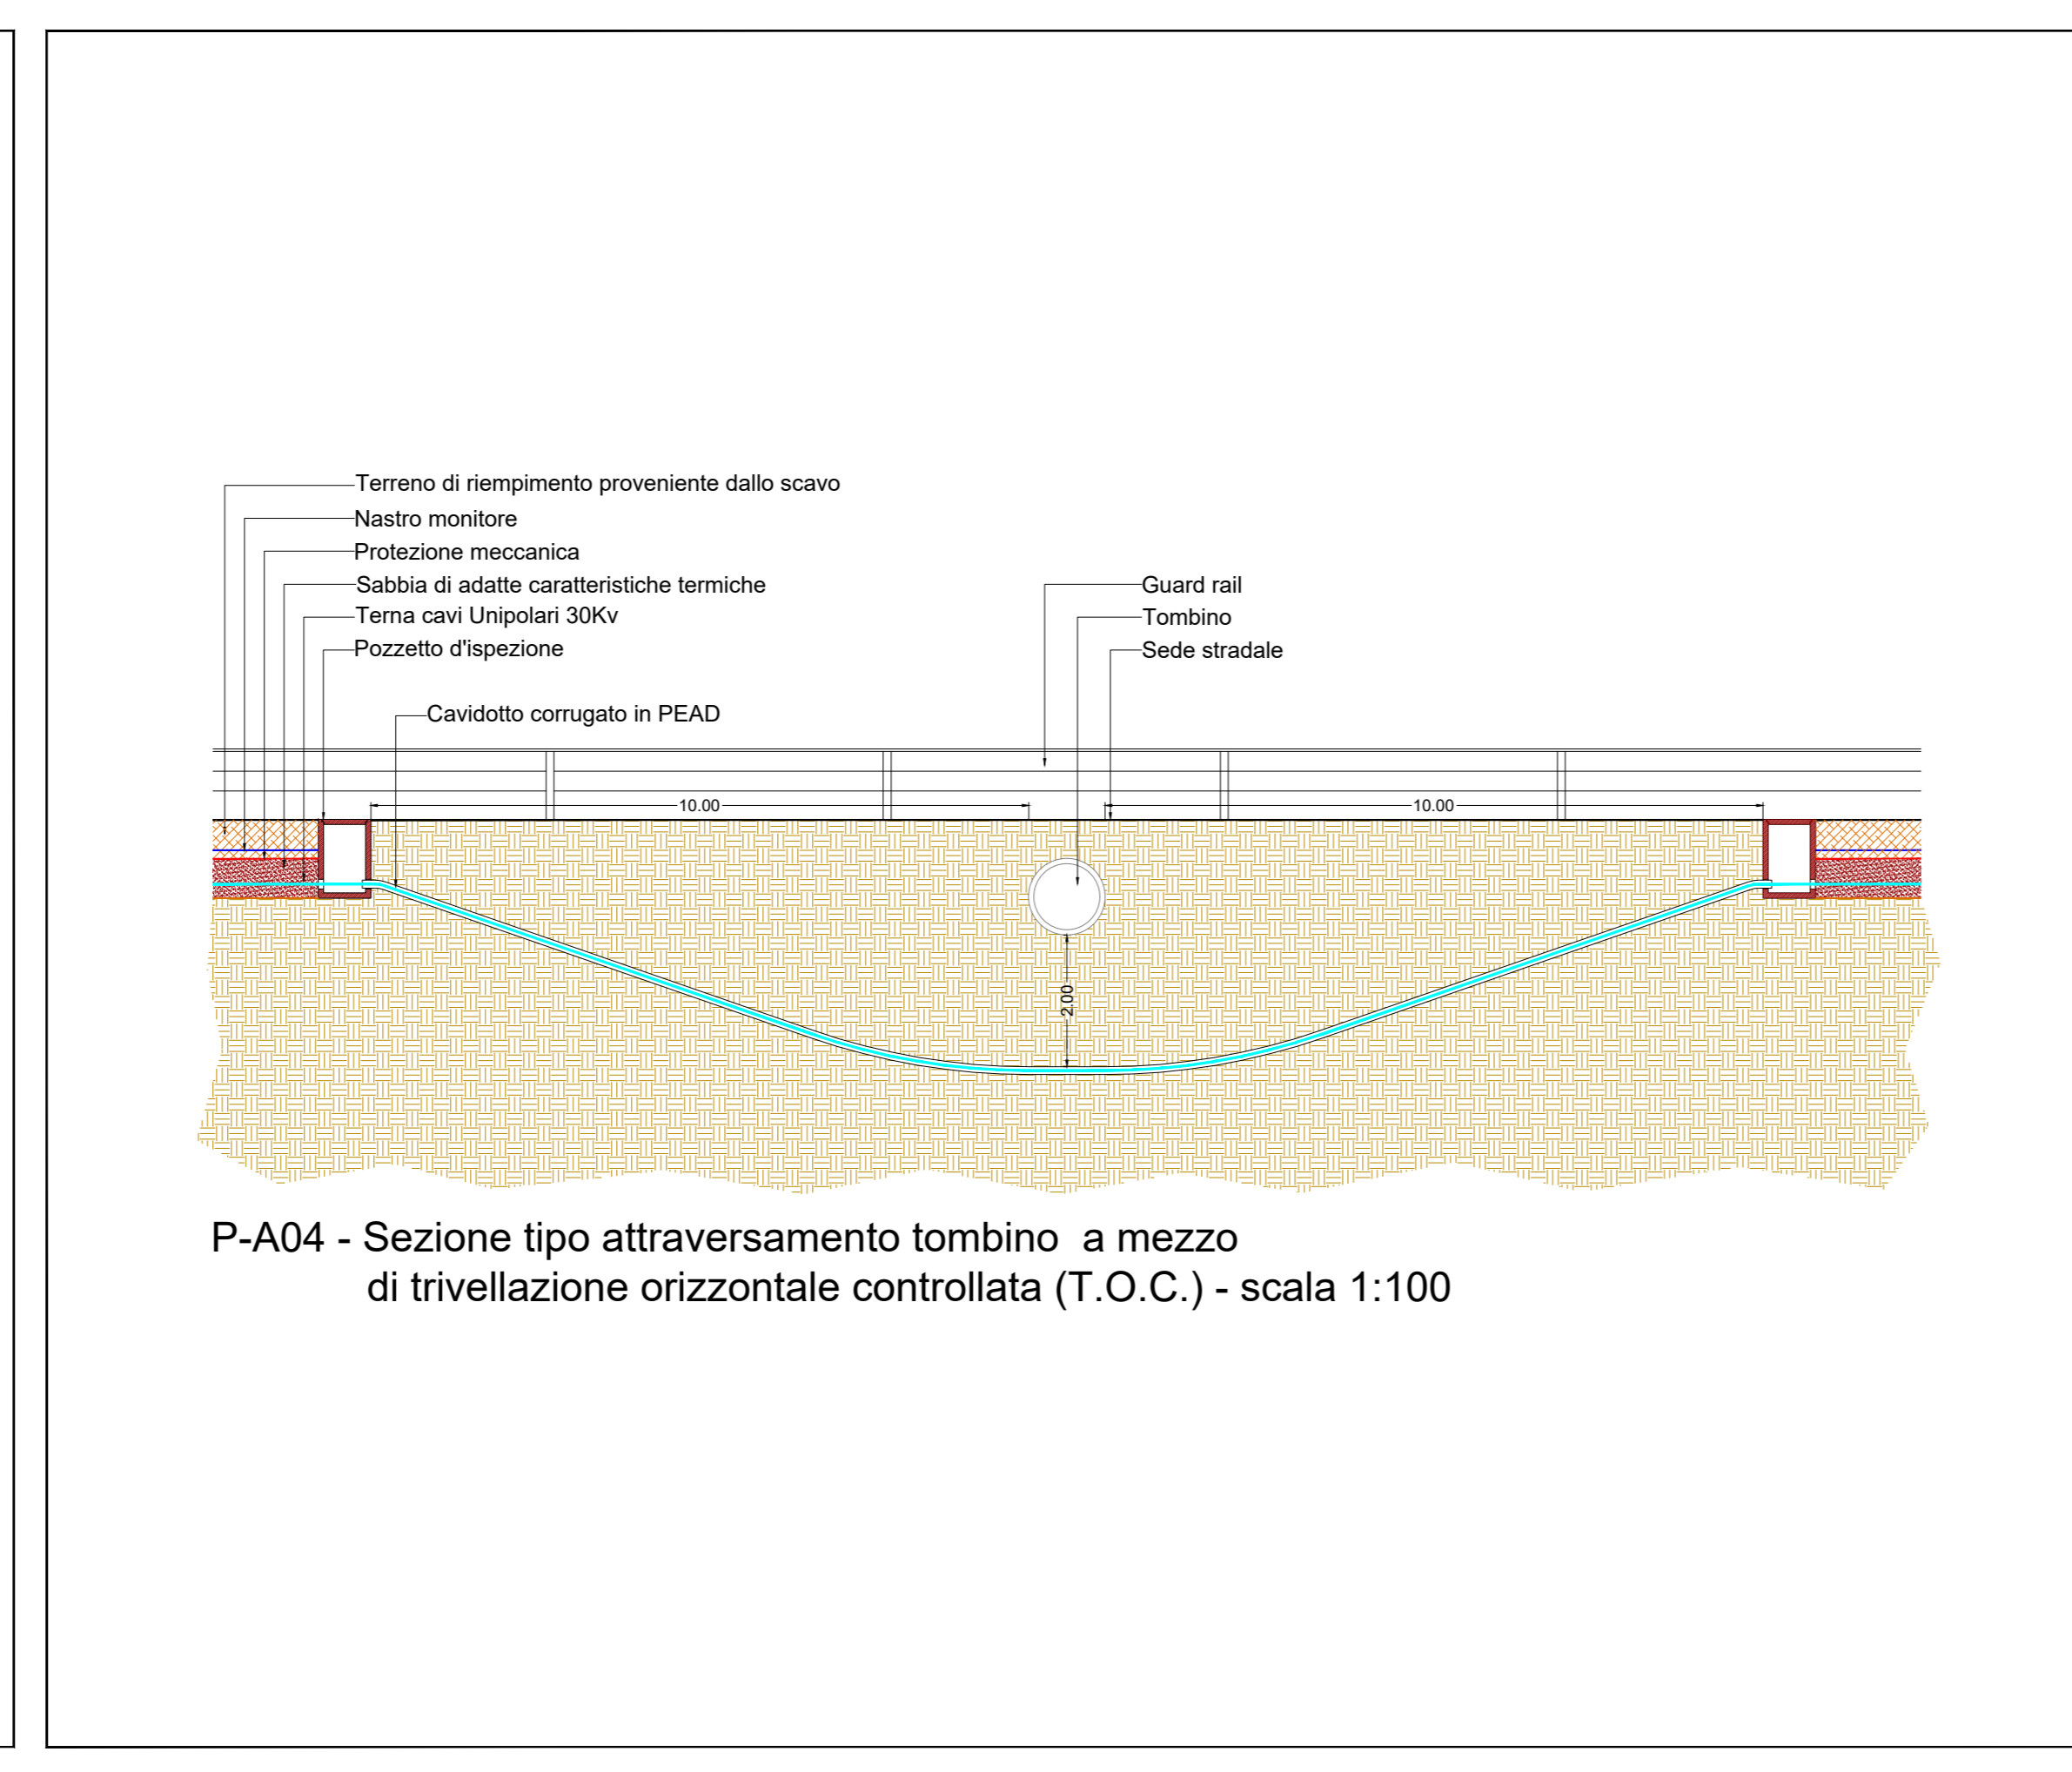 Terreno di riempimento proveniente dallo scavo
Nastro monitore
Protezione meccanica
Sabbia di adatte caratteristiche termiche
Terna cavi Unipolari 30Kv
Pozzetto d'ispezione
Cavidotto corrugato in PEAD
Guard rail
Tombino
Sede stradale
10.00
10.00
2.00
P-A04 - Sezione tipo attraversamento tombino a mezzo
di trivellazione orizzontale controllata (T.O.C.) - scala 1:100